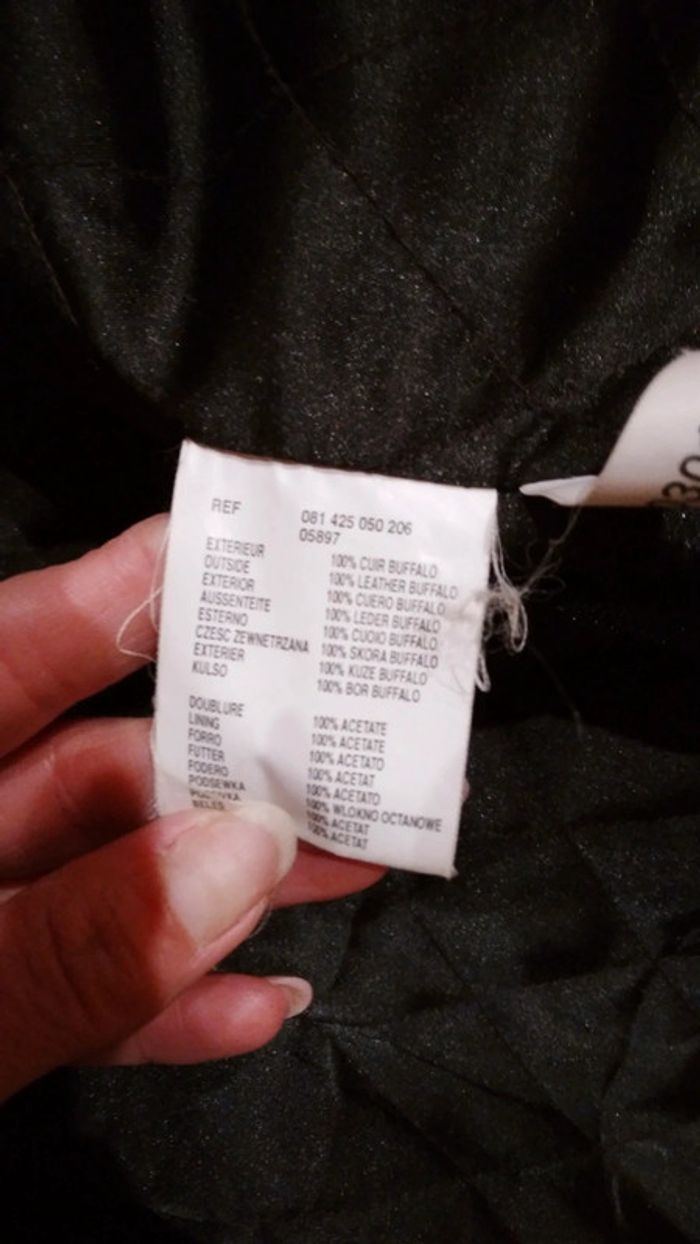 REF 081 425 050 206
05897
EXTERIEUR 100% CUIR BUFFALO
OUTSIDE 100% LEATHER BUFFALO
EXTERIOR 100% CUERO BUFFALO
AUSSENTEITE 100% LEDER BUFFALO
ESTERNO 100% CUOIO BUFFALO
CZESC ZEWNETRZANA 100% SKORA BUFFALO
EXTERIER 100% KUZE BUFFALO
KULSO 100% BOR BUFFALO
DOUBLURE 100% ACETATE
LINING 100% ACETATE
FORRO 100% ACETATO
FUTTER 100% ACETAT
FODERO 100% ACETATO
PODSEWKA 100% WLOKNO OCTANOWE
100% ACETAT
100% ACETAT
30